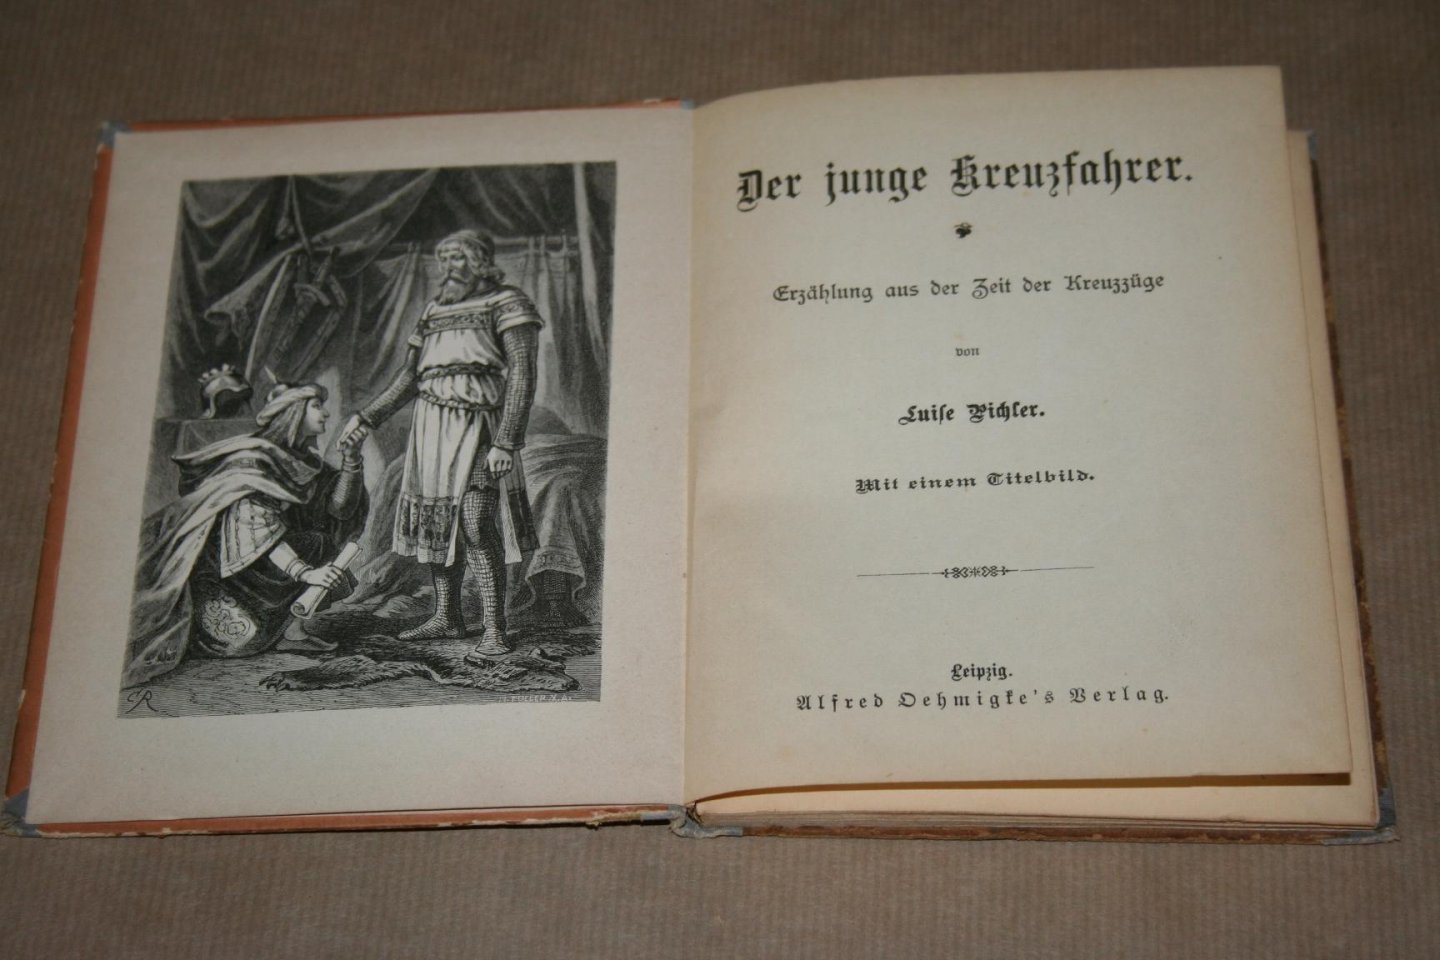 Der junge Kreuzfahrer.
Erzählung aus der Zeit der Kreuzzüge
von
Luise Pichler.
Mit einem Titelbild.
Leipzig.
Alfred Oehmigke's Verlag.